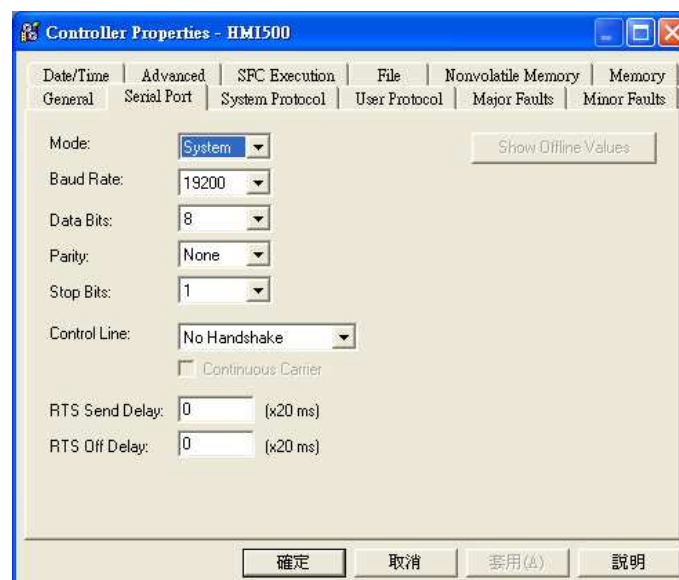 Controller Properties - HMI500
Date/Time Advanced SFC Execution File Nonvolatile Memory Memory
General Serial Port System Protocol User Protocol Major Faults Minor Faults
Mode: System Show Offline Values
Baud Rate: 19200
Data Bits: 8
Parity: None
Stop Bits: 1
Control Line: No Handshake
Continuous Carrier
RTS Send Delay: 0 (x20 ms)
RTS Off Delay: 0 (x20 ms)
確定 取消 套用(A) 說明